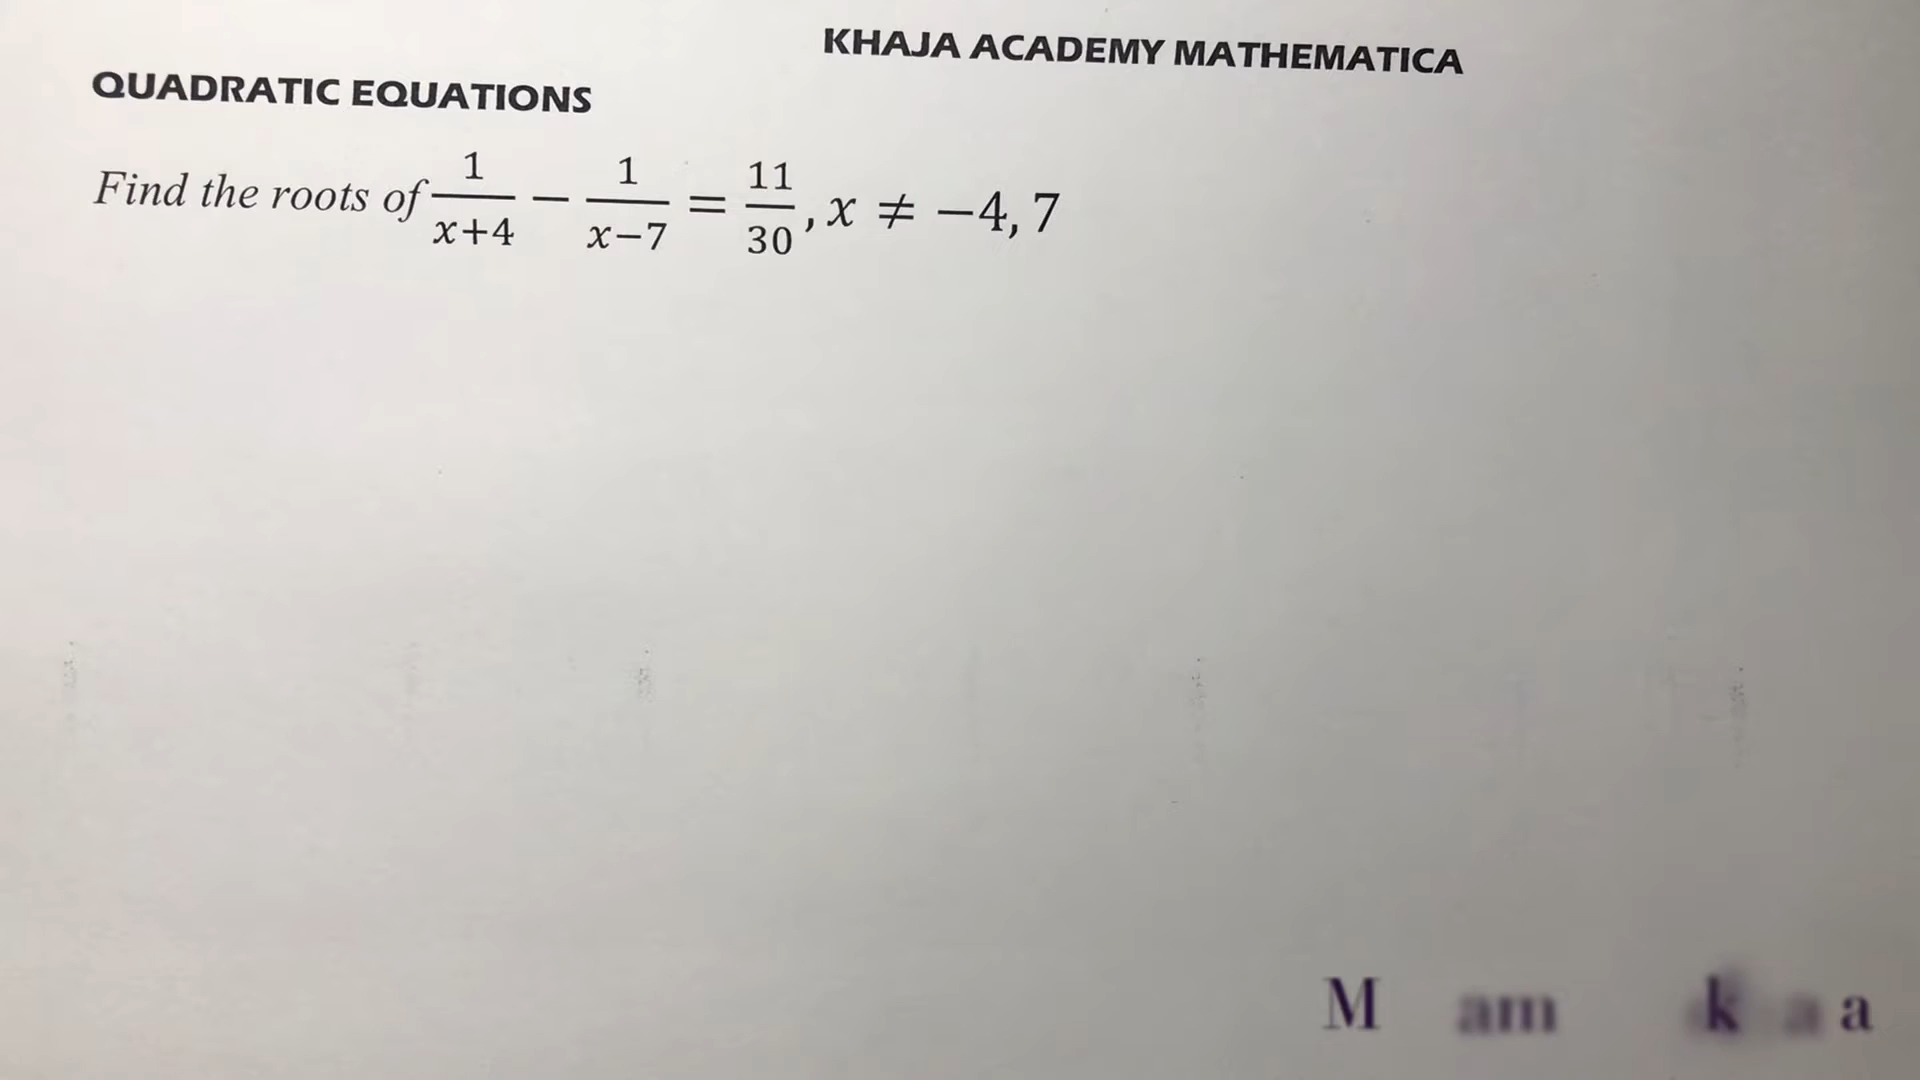 KHAJA ACADEMY MATHEMATICA
QUADRATIC EQUATIONS
Find the roots of 1/(x+4) − 1/(x−7) = 11/30, x ≠ −4, 7